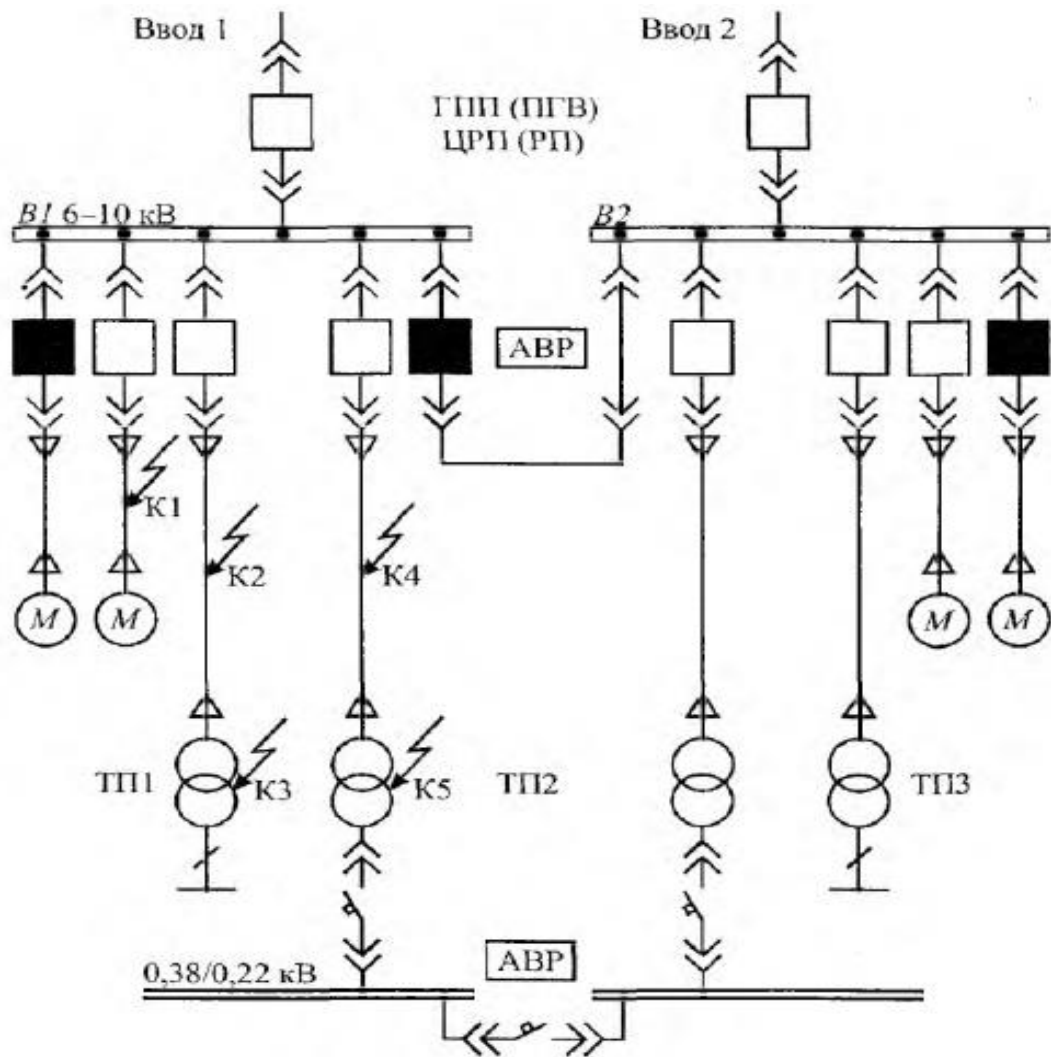 Ввод 1
Ввод 2
ГПП (ПГВ)
ЦРП (РП)
В1 6–10 кВ
В2
АВР
К1
К2
К4
М
М
М
М
ТП1
К3
К5
ТП2
ТП3
0,38/0,22 кВ
АВР